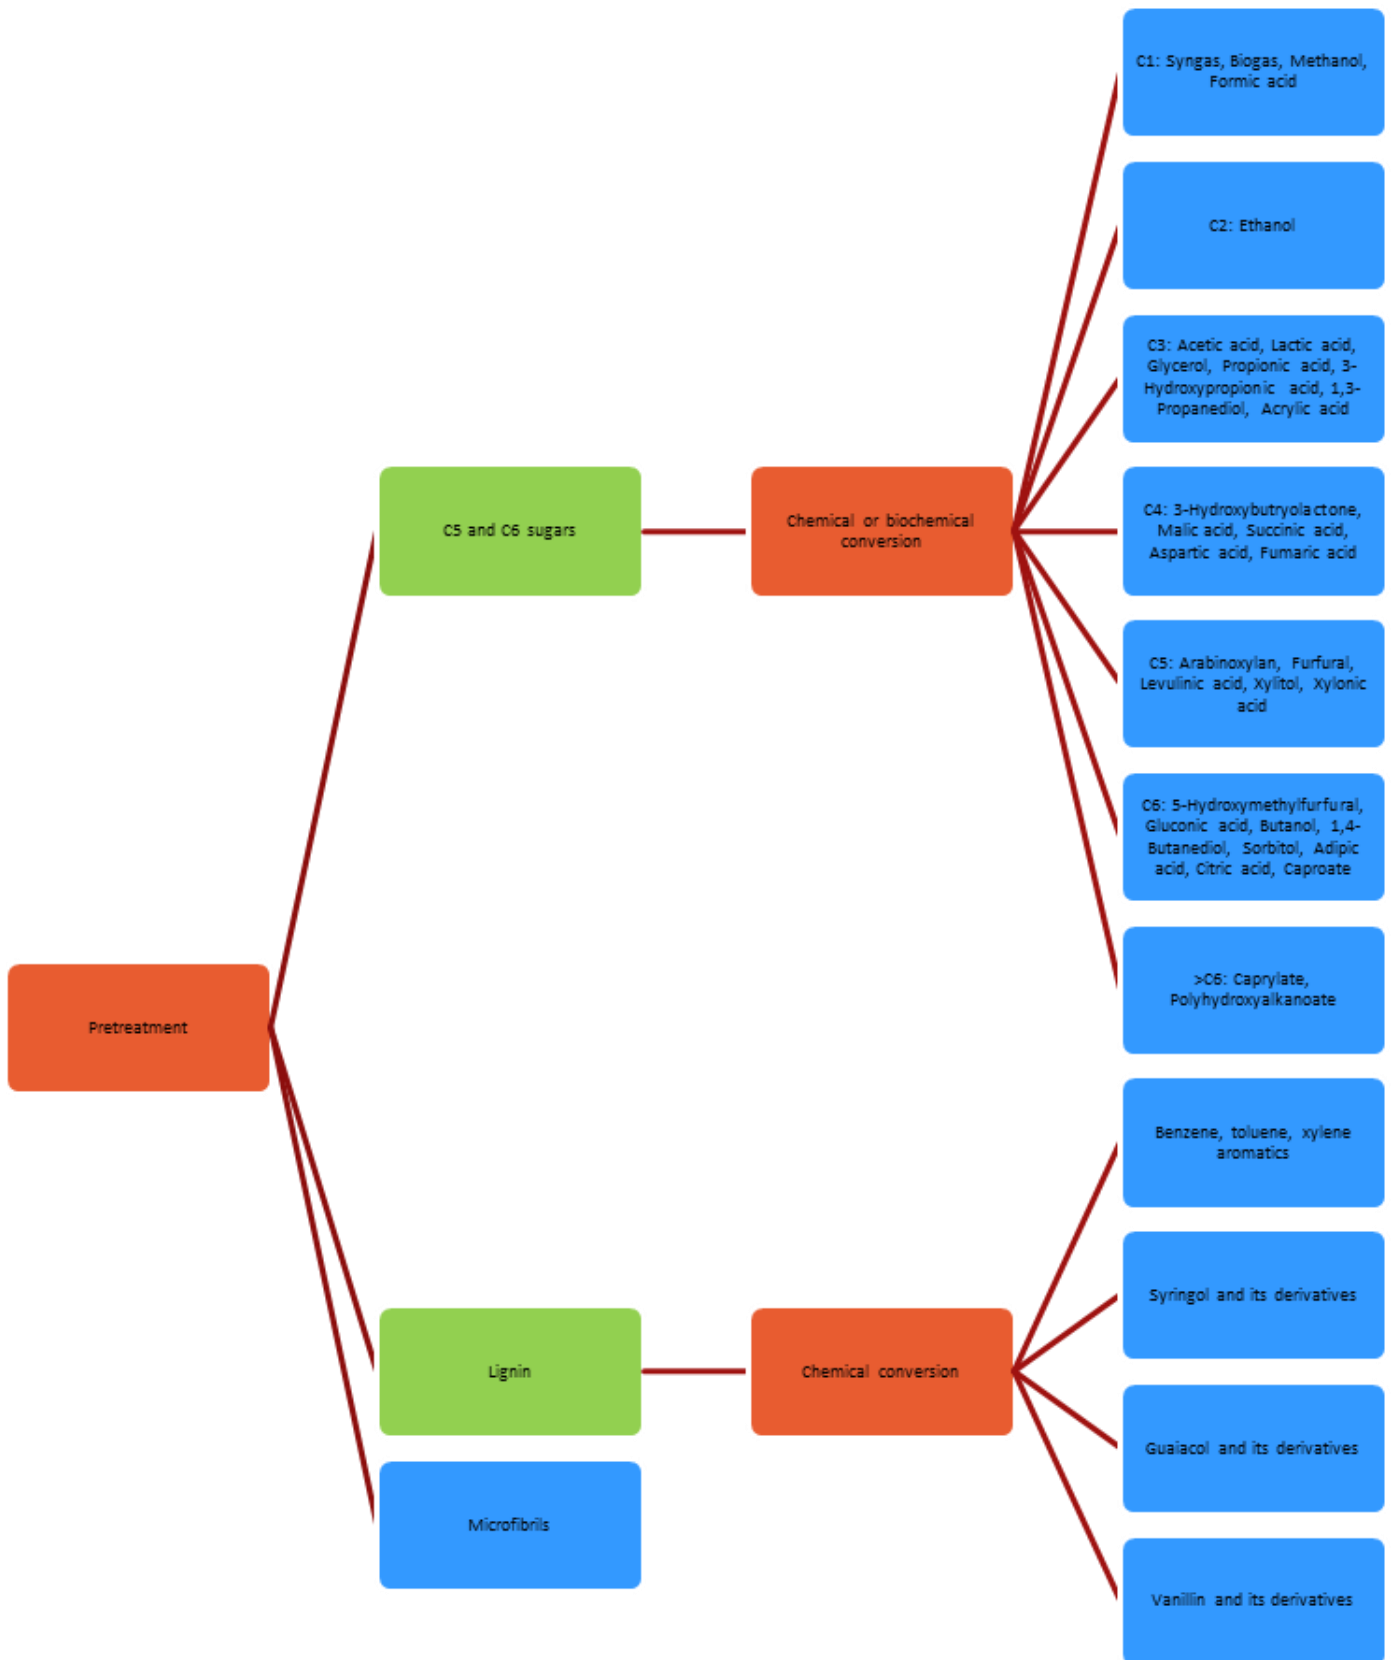 C1: Syngas, Biogas, Methanol,
Formic acid
C2: Ethanol
C3: Acetic acid, Lactic acid,
Glycerol, Propionic acid, 3-
Hydroxypropionic acid, 1,3-
Propanediol, Acrylic acid
C5 and C6 sugars
Chemical or biochemical
conversion
C4: 3-Hydroxybutryolactone,
Malic acid, Succinic acid,
Aspartic acid, Fumaric acid
C5: Arabinoxylan, Furfural,
Levulinic acid, Xylitol, Xylonic
acid
C6: 5-Hydroxymethylfurfural,
Gluconic acid, Butanol, 1,4-
Butanediol, Sorbitol, Adipic
acid, Citric acid, Caproate
>C6: Caprylate,
Polyhydroxyalkanoate
Pretreatment
Benzene, toluene, xylene
aromatics
Syringol and its derivatives
Lignin
Chemical conversion
Guaiacol and its derivatives
Microfibrils
Vanillin and its derivatives